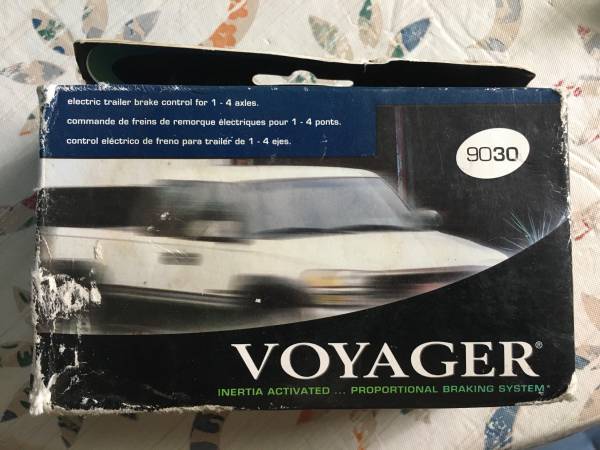 electric trailer brake control for 1 - 4 axles.
commande de freins de remorque électriques pour 1 - 4 ponts.
control eléctrico de freno para trailer de 1 - 4 ejes.
9030
VOYAGER®
INERTIA ACTIVATED ... PROPORTIONAL BRAKING SYSTEM*